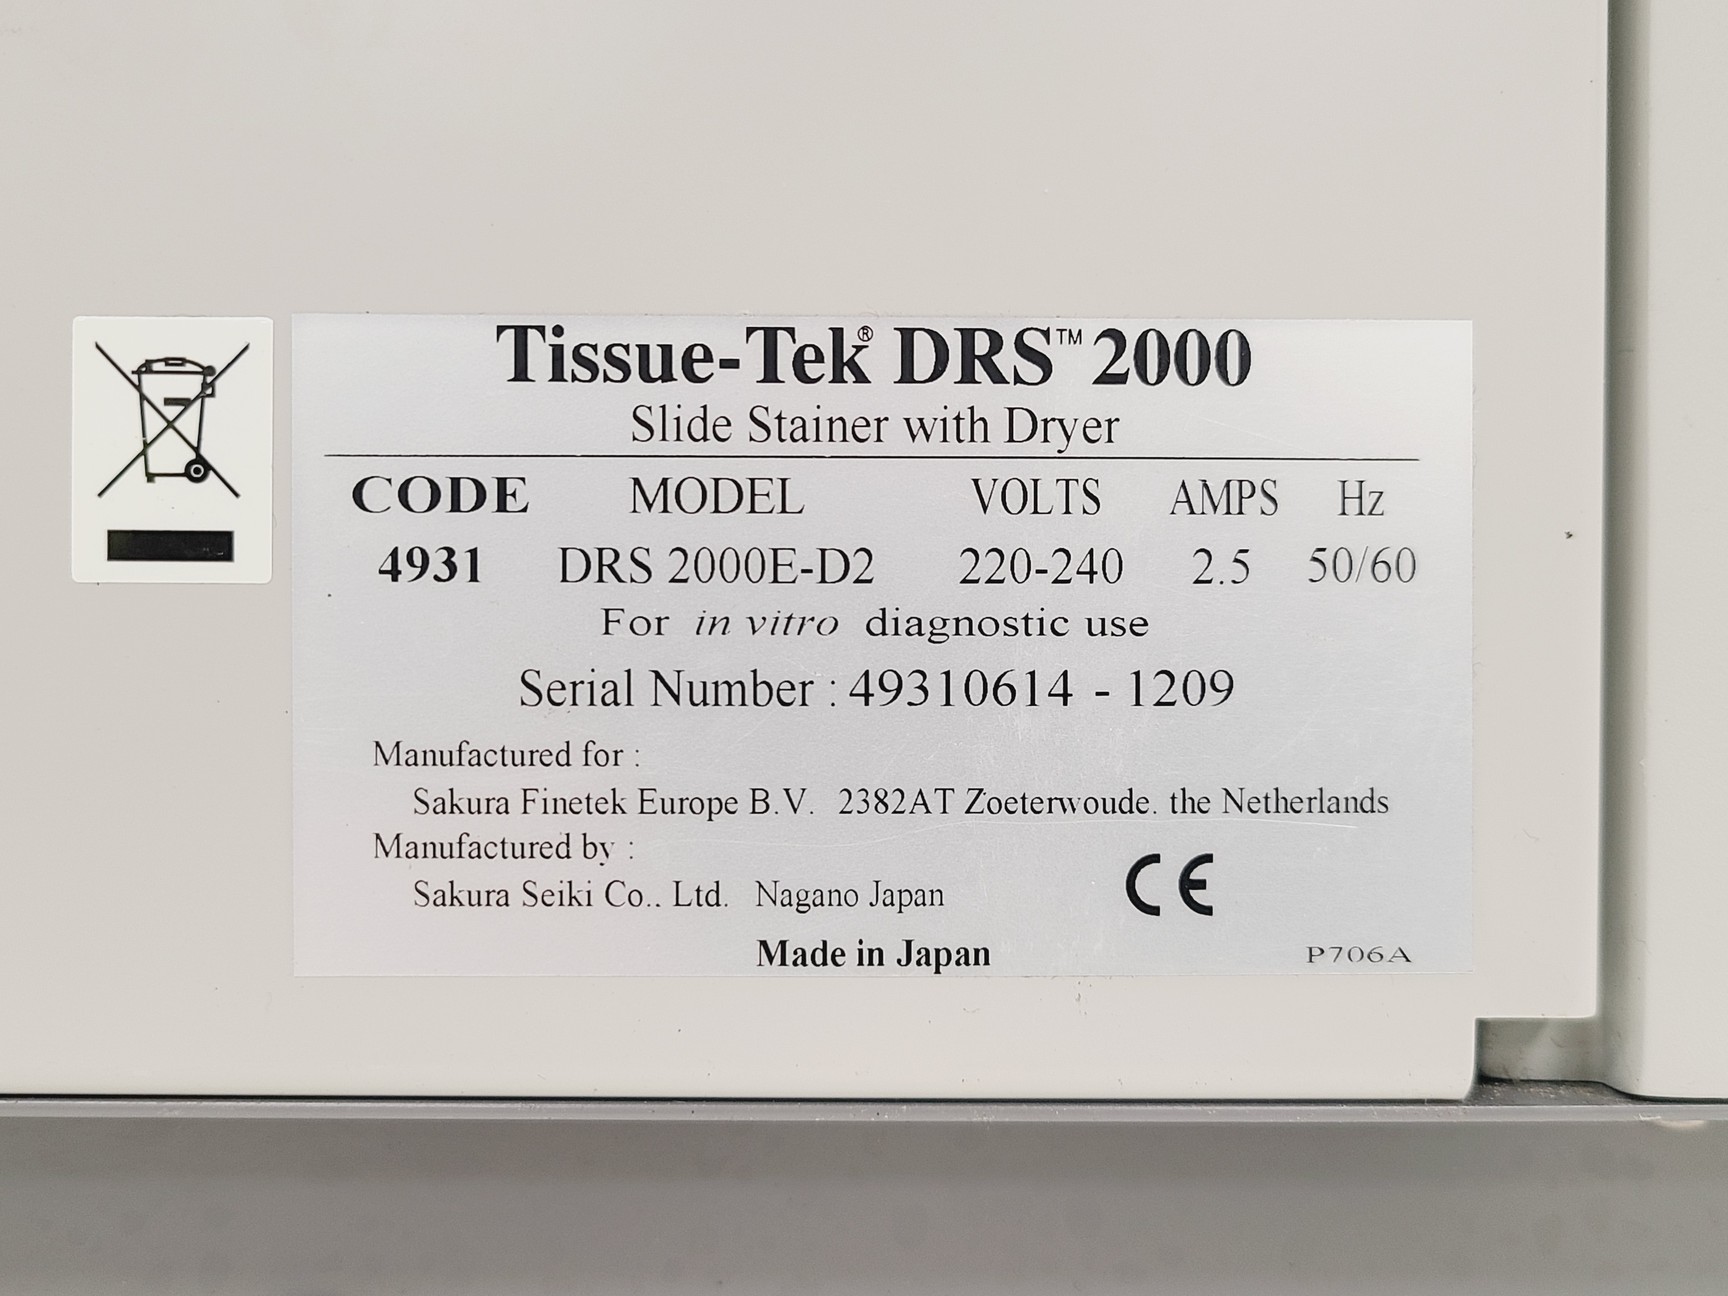 Tissue-Tek® DRS™ 2000
Slide Stainer with Dryer
CODE MODEL VOLTS AMPS Hz
4931 DRS 2000E-D2 220-240 2.5 50/60
For in vitro diagnostic use
Serial Number : 49310614 - 1209
Manufactured for :
Sakura Finetek Europe B.V. 2382AT Zoeterwoude. the Netherlands
Manufactured by :
Sakura Seiki Co.. Ltd. Nagano Japan
CE
Made in Japan P706A